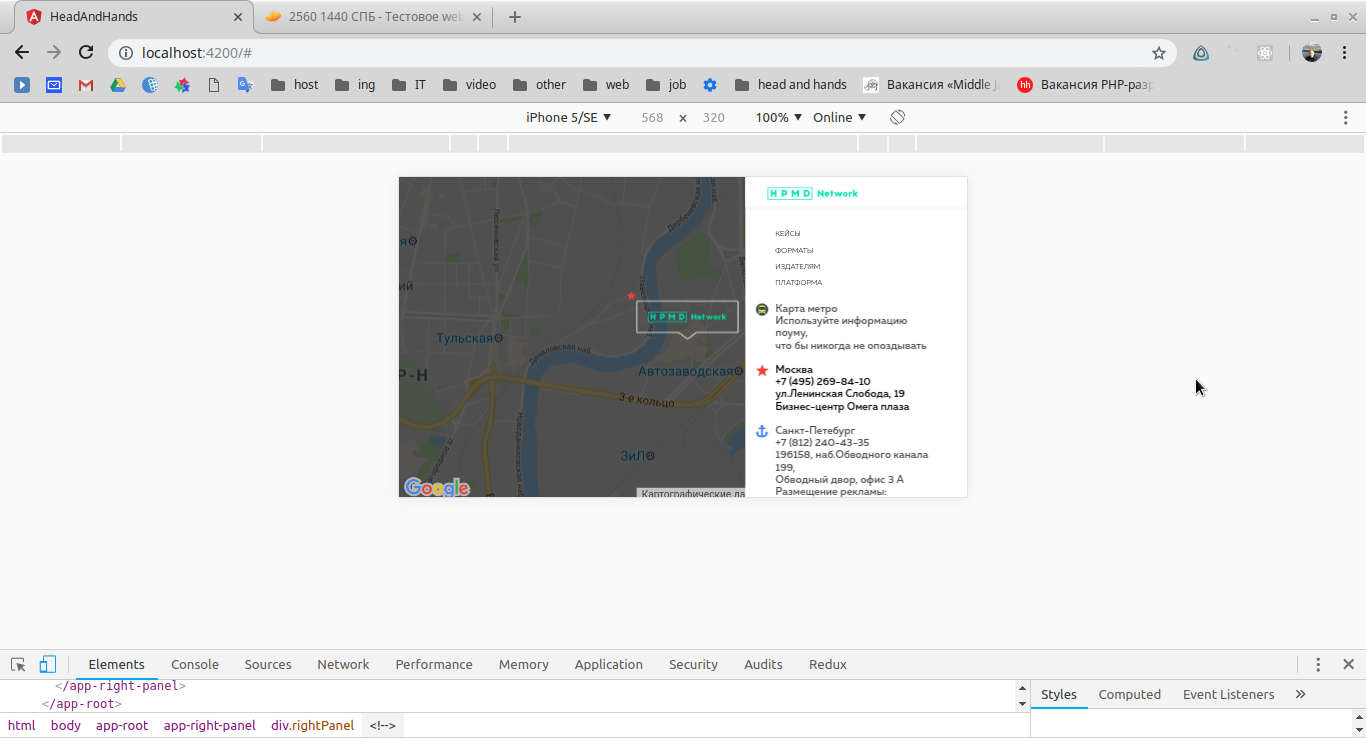 HeadAndHands
2560 1440 СПБ - Тестовое web
localhost:4200/#
host
ing
IT
video
other
web
job
head and hands
Вакансия «Middle
Вакансия PHP-разр
iPhone 5/SE
568
×
320
100%
Online
HPMD Network
КЕЙСЫ
ФОРМАТЫ
ИЗДАТЕЛЯМ
ПЛАТФОРМА
Карта метро
Используйте информацию
поуму,
что бы никогда не опоздывать
Москва
+7 (495) 269-84-10
ул.Ленинская Слобода, 19
Бизнес-центр Омега плаза
Санкт-Петебург
+7 (812) 240-43-35
196158, наб.Обводного канала
199,
Обводный двор, офис 3 А
Размещение рекламы:
HPMD Network
Тульская
Даниловская наб.
Автозаводская
Р-Н
3-е кольцо
ЗиЛ
Google
Картографические
Elements
Console
Sources
Network
Performance
Memory
Application
Security
Audits
Redux
</app-right-panel>
</app-root>
html
body
app-root
app-right-panel
div.rightPanel
<!-->
Styles
Computed
Event Listeners